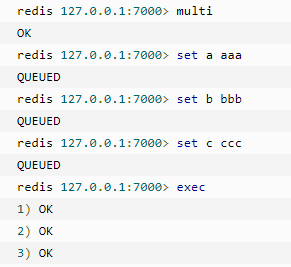 redis 127.0.0.1:7000> multi
OK
redis 127.0.0.1:7000> set a aaa
QUEUED
redis 127.0.0.1:7000> set b bbb
QUEUED
redis 127.0.0.1:7000> set c ccc
QUEUED
redis 127.0.0.1:7000> exec
1) OK
2) OK
3) OK